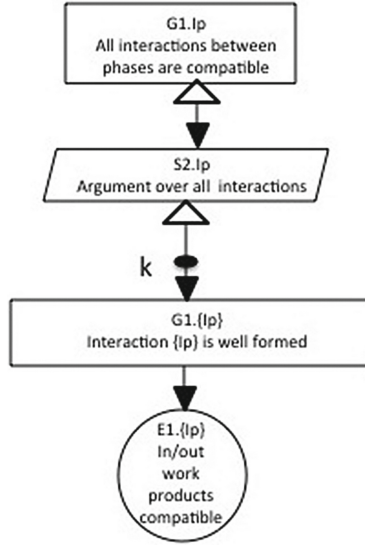 G1.Ip
All interactions between
phases are compatible
S2.Ip
Argument over all interactions
k
G1.{Ip}
Interaction {Ip} is well formed
E1.{Ip}
In/out
work
products
compatible